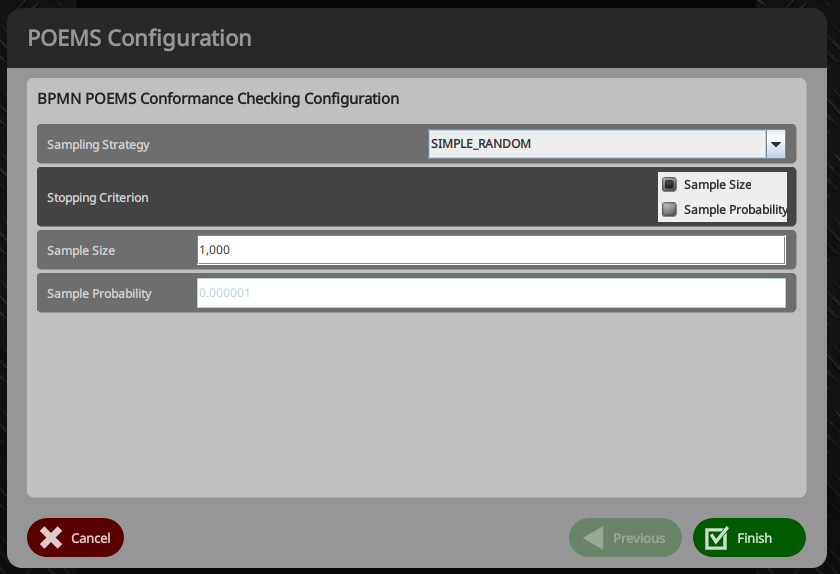 POEMS Configuration
BPMN POEMS Conformance Checking Configuration
Sampling Strategy SIMPLE_RANDOM
Stopping Criterion
Sample Size
Sample Probability
Sample Size 1,000
Sample Probability 0.000001
Cancel Previous Finish